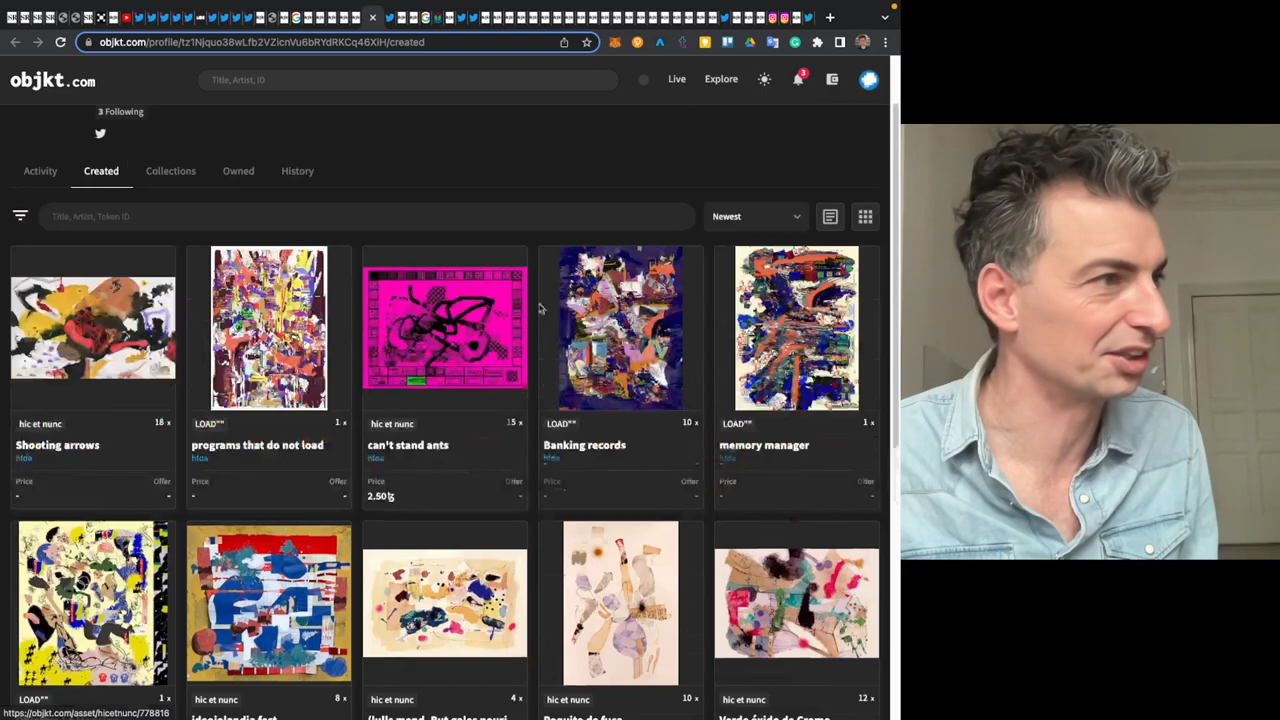 objkt.com/profile/tz1Njquo38wLfb2VZicnVu6bRYdRKCq46XiH/created
objkt.com
Title, Artist, ID
Live
Explore
3
3 Following
Activity
Created
Collections
Owned
History
Title, Artist, Token ID
Newest
hic et nunc
18 x
Shooting arrows
Price
Offer
-
-
LOAD""
1 x
programs that do not load
Price
Offer
-
-
hic et nunc
15 x
can't stand ants
Price
Offer
2.50ꜩ
-
LOAD""
10 x
Banking records
Price
Offer
-
-
LOAD""
1 x
memory manager
Price
Offer
-
-
LOAD""
1 x
hic et nunc
8 x
hic et nunc
4 x
hic et nunc
10 x
hic et nunc
12 x
https://objkt.com/asset/hicetnunc/778816